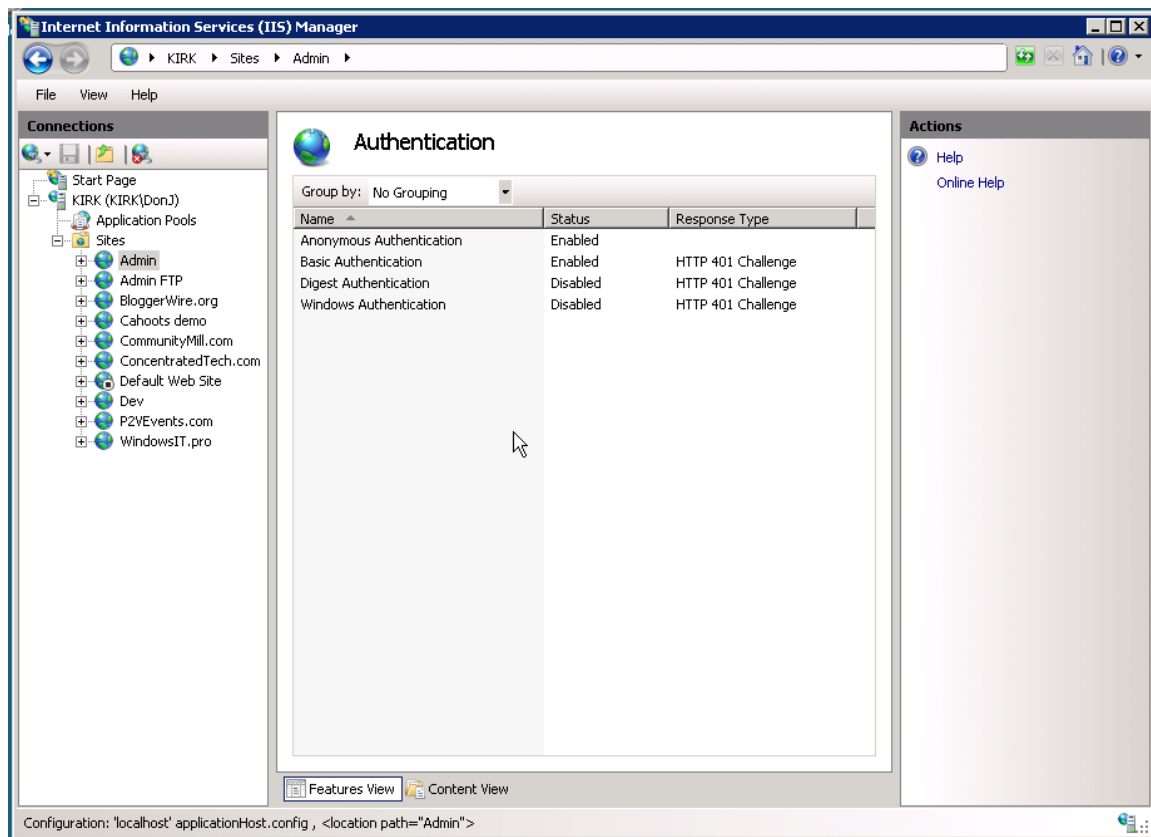 Internet Information Services (IIS) Manager
KIRK Sites Admin
File View Help
Connections
Start Page
KIRK (KIRK\DonJ)
Application Pools
Sites
Admin
Admin FTP
BloggerWire.org
Cahoots demo
CommunityMill.com
ConcentratedTech.com
Default Web Site
Dev
P2VEvents.com
WindowsIT.pro
Authentication
Group by: No Grouping
Name Status Response Type
Anonymous Authentication Enabled
Basic Authentication Enabled HTTP 401 Challenge
Digest Authentication Disabled HTTP 401 Challenge
Windows Authentication Disabled HTTP 401 Challenge
Features View Content View
Actions
Help
Online Help
Configuration: 'localhost' applicationHost.config , <location path="Admin">